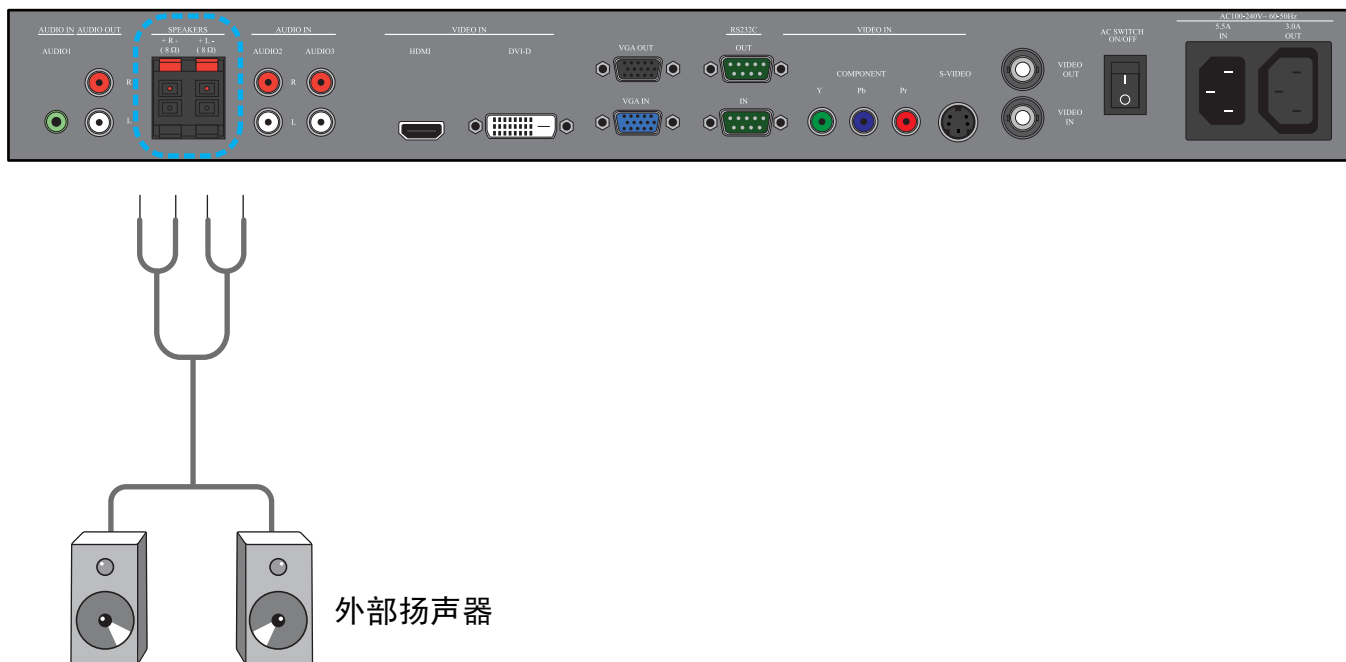 AUDIO IN AUDIO OUT
AUDIO1
R
L
SPEAKERS
+ R - + L -
( 8 Ω) ( 8 Ω)
AUDIO IN
AUDIO2 AUDIO3
R
L
VIDEO IN
HDMI DVI-D
VGA OUT
VGA IN
RS232C
OUT
IN
VIDEO IN
COMPONENT
Y Pb Pr
S-VIDEO
VIDEO
OUT
VIDEO
IN
AC SWITCH
ON/OFF
AC100-240V~ 60-50Hz
5.5A 3.0A
IN OUT
外部扬声器